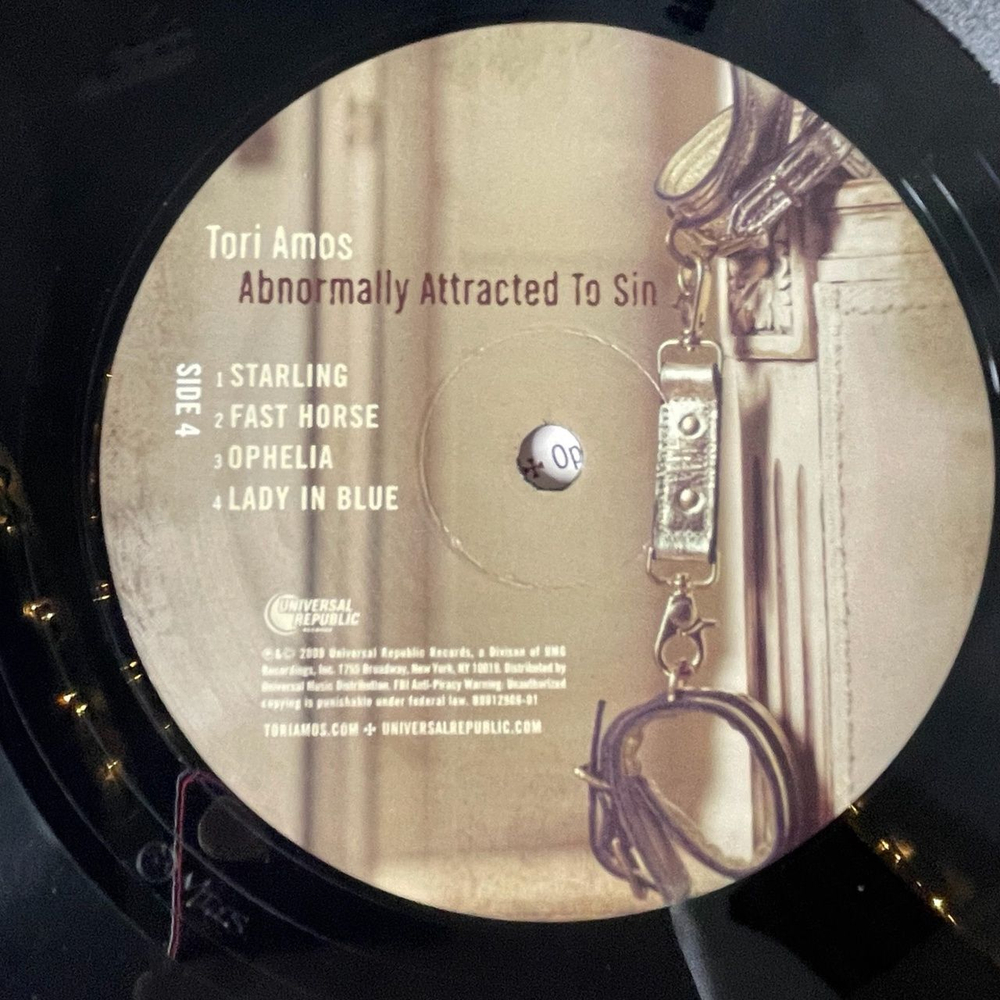 Tori Amos
Abnormally Attracted To Sin
SIDE 4
1 STARLING
2 FAST HORSE
3 OPHELIA
4 LADY IN BLUE
Op
UNIVERSAL
REPUBLIC
RECORDS
℗&© 2009 Universal Republic Records, a Divison of UMG
Recordings, Inc. 1755 Broadway, New York, NY 10019. Distributed by
Universal Music Distribution. FBI Anti-Piracy Warning: Unauthorized
copying is punishable under federal law.
TORIAMOS.COM ✤ UNIVERSALREPUBLIC.COM